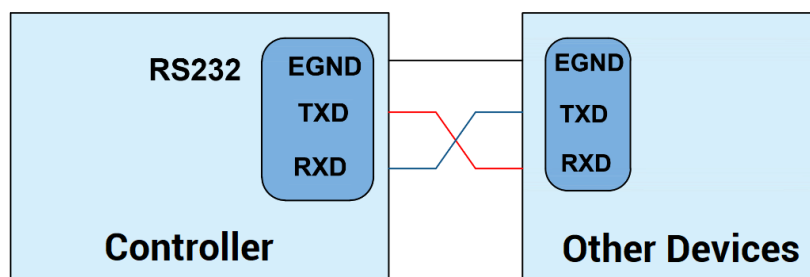 RS232
EGND
TXD
RXD
Controller
EGND
TXD
RXD
Other Devices